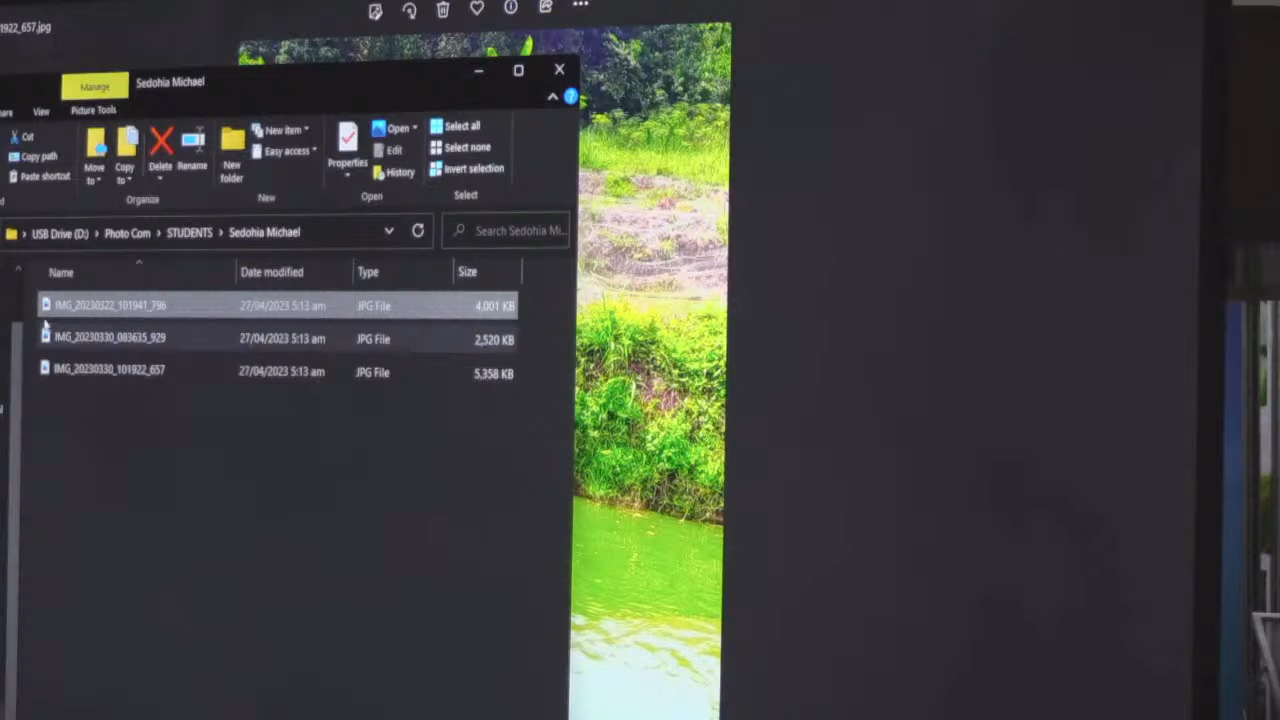 1922_657.jpg
Manage
Sedohia Michael
View
Picture Tools
Cut
Copy path
Paste shortcut
Move to
Copy to
Delete
Rename
New folder
New item
Easy access
Properties
Open
Edit
History
Select all
Select none
Invert selection
Organize
New
Open
Select
USB Drive (D:) › Photo Com › STUDENTS › Sedohia Michael
Search Sedohia Mi...
Name Date modified Type Size
IMG_20230322_101941_796 27/04/2023 5:13 am JPG File 4,001 KB
IMG_20230330_083635_929 27/04/2023 5:13 am JPG File 2,520 KB
IMG_20230330_101922_657 27/04/2023 5:13 am JPG File 5,358 KB